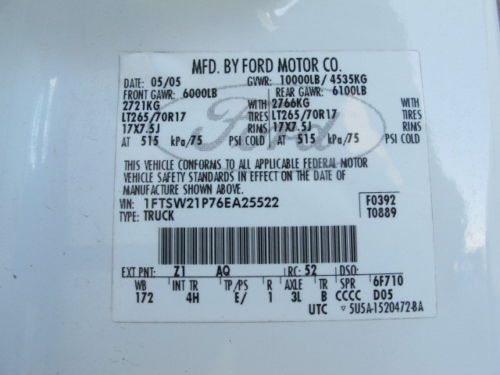 MFD. BY FORD MOTOR CO.
DATE: 05/05 GVWR: 10000LB/ 4535KG
FRONT GAWR: 6000LB REAR GAWR: 6100LB
2721KG WITH 2766KG WITH
LT265/70R17 TIRES LT265/70R17 TIRES
17X7.5J RIMS 17X7.5J RIMS
AT 515 kPa/75 PSI COLD AT 515 kPa/75 PSI COLD
Ford
THIS VEHICLE CONFORMS TO ALL APPLICABLE FEDERAL MOTOR
VEHICLE SAFETY STANDARDS IN EFFECT ON THE DATE OF
MANUFACTURE SHOWN ABOVE.
VIN: 1FTSW21P76EA25522 F0392
TYPE: TRUCK T0889
EXT PNT: Z1 AQ RC: 52 DSO:
WB INT TR TP/PS R AXLE TR SPR 6F710
172 4H E/ 1 3L B CCCC D05
UTC ▽ 5U5A-1520472-BA